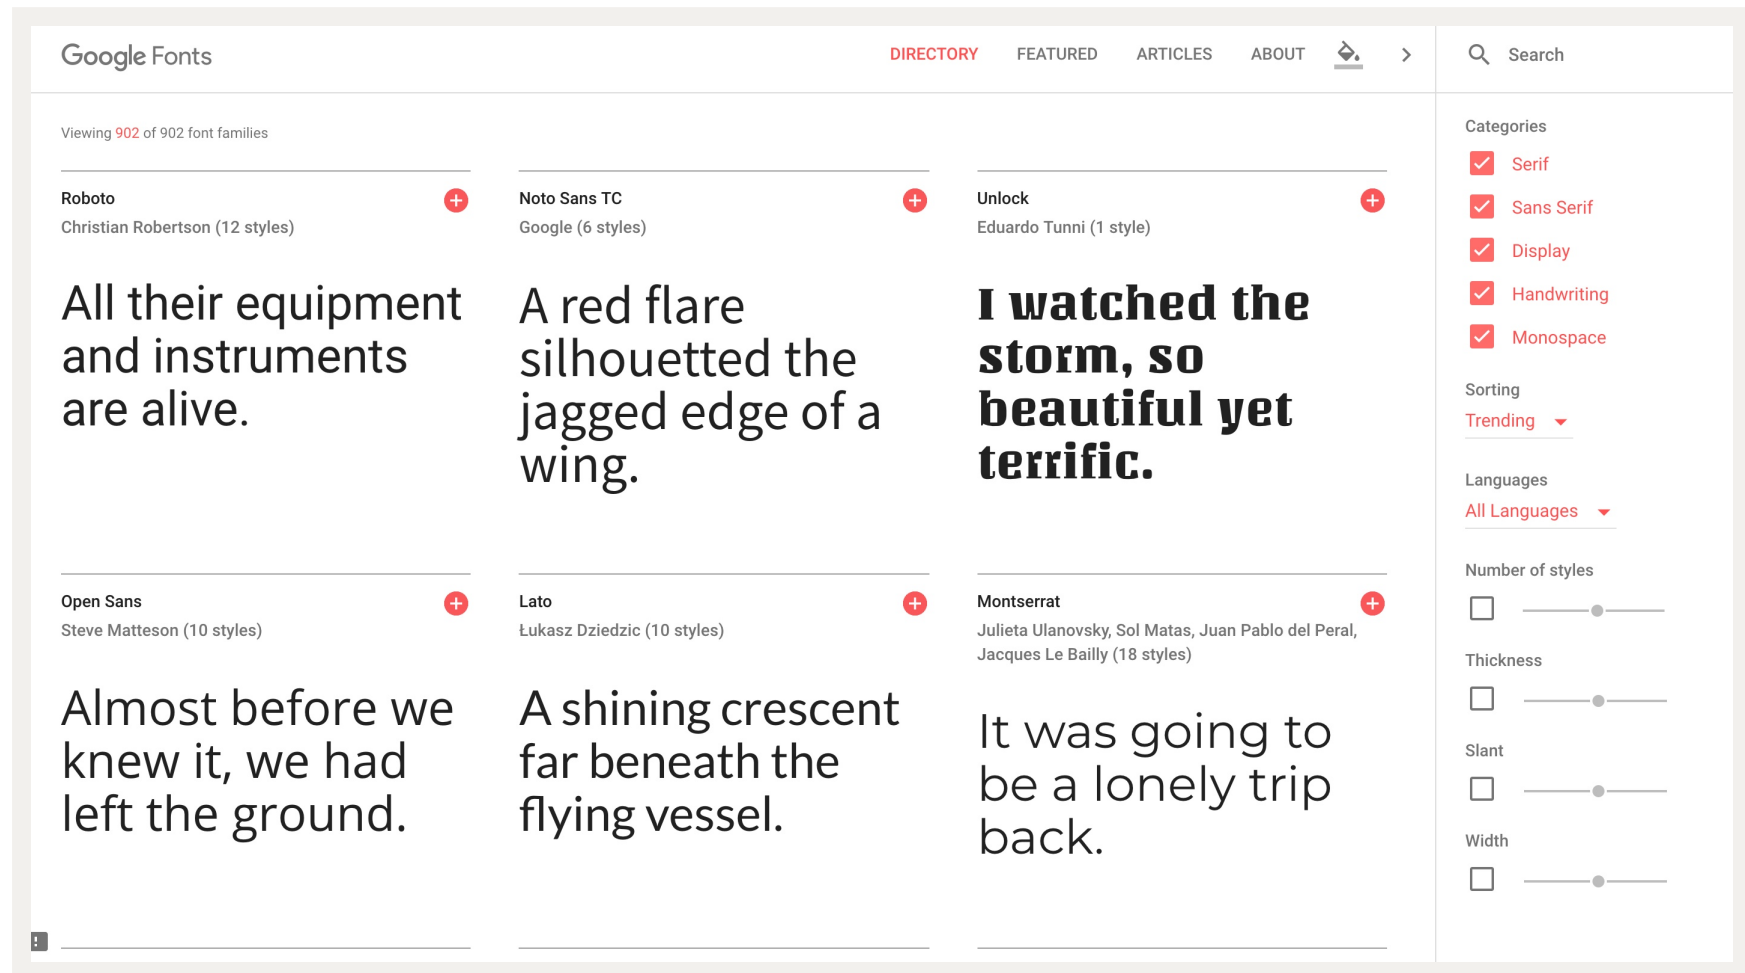 Google Fonts
DIRECTORY
FEATURED
ARTICLES
ABOUT
Search
Viewing 902 of 902 font families
Roboto
Christian Robertson (12 styles)
All their equipment
and instruments
are alive.
Noto Sans TC
Google (6 styles)
A red flare
silhouetted the
jagged edge of a
wing.
Unlock
Eduardo Tunni (1 style)
I watched the
storm, so
beautiful yet
terrific.
Open Sans
Steve Matteson (10 styles)
Almost before we
knew it, we had
left the ground.
Lato
Łukasz Dziedzic (10 styles)
A shining crescent
far beneath the
flying vessel.
Montserrat
Julieta Ulanovsky, Sol Matas, Juan Pablo del Peral,
Jacques Le Bailly (18 styles)
It was going to
be a lonely trip
back.
Categories
Serif
Sans Serif
Display
Handwriting
Monospace
Sorting
Trending
Languages
All Languages
Number of styles
Thickness
Slant
Width